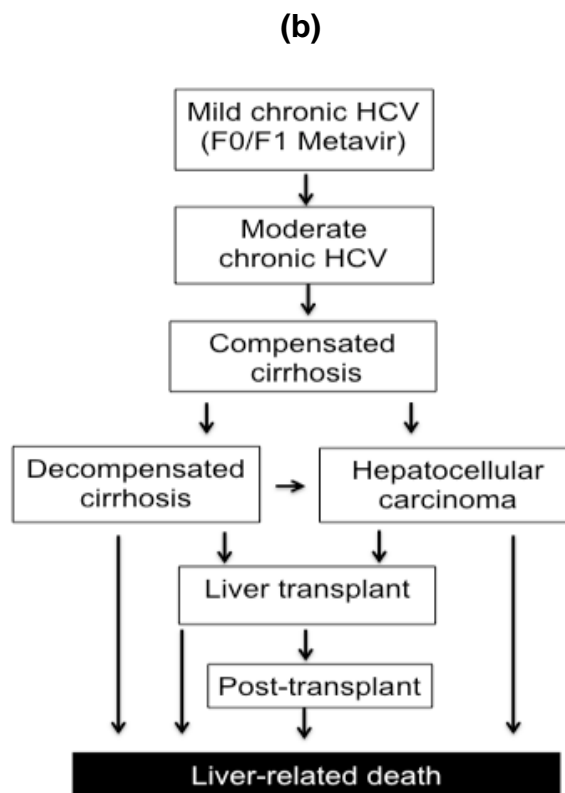 (b)
Mild chronic HCV
(F0/F1 Metavir)
Moderate
chronic HCV
Compensated
cirrhosis
Decompensated
cirrhosis
Hepatocellular
carcinoma
Liver transplant
Post-transplant
Liver-related death